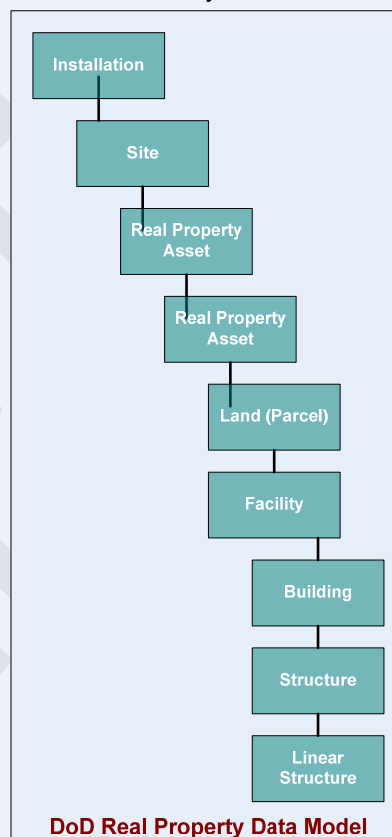 Installation
Site
Real Property
Asset
Real Property
Asset
Land (Parcel)
Facility
Building
Structure
Linear
Structure
DoD Real Property Data Model